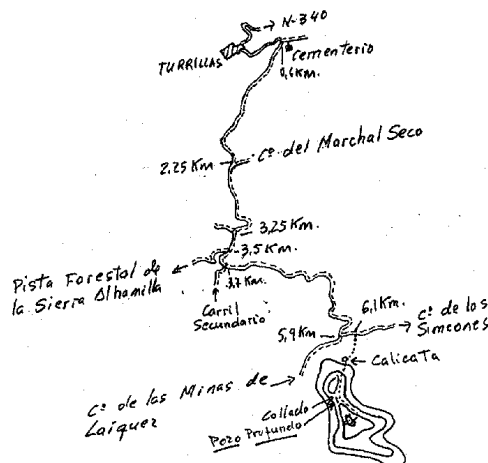 → N-340
TURRILLAS
Cementerio
0,6 Km.
2,25 Km
Cº del Marchal Seco
3,25 Km.
3,5 Km.
Pista Forestal de
la Sierra Alhamilla
3,7 Km.
Carril
Secundario
6,1 Km.
5,9 Km
Cº de los
Simeones
Calicata
Cº de las Minas de
Laiquez
Collado
Pozo Profundo